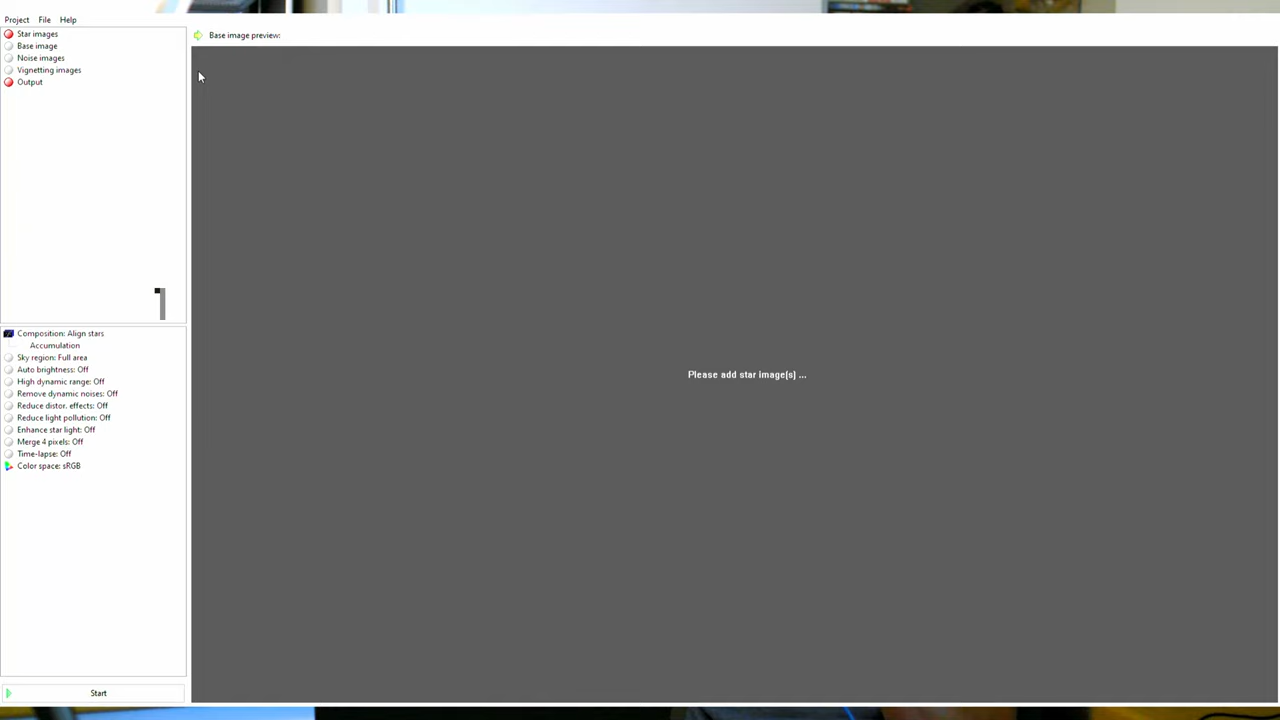 Project File Help
Star images
Base image
Noise images
Vignetting images
Output
Base image preview:
Please add star image(s) ...
Composition: Align stars
Accumulation
Sky region: Full area
Auto brightness: Off
High dynamic range: Off
Remove dynamic noises: Off
Reduce distor. effects: Off
Reduce light pollution: Off
Enhance star light: Off
Merge 4 pixels: Off
Time-lapse: Off
Color space: sRGB
Start